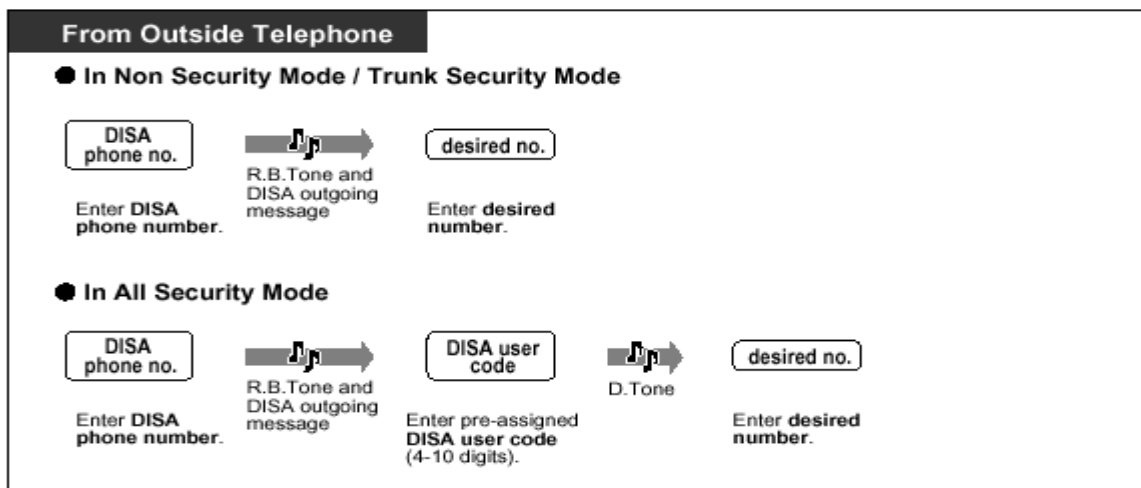 From Outside Telephone
● In Non Security Mode / Trunk Security Mode
DISA
phone no.
R.B.Tone and
DISA outgoing
message
desired no.
Enter DISA
phone number.
Enter desired
number.
● In All Security Mode
DISA
phone no.
R.B.Tone and
DISA outgoing
message
DISA user
code
D.Tone
desired no.
Enter DISA
phone number.
Enter pre-assigned
DISA user code
(4-10 digits).
Enter desired
number.